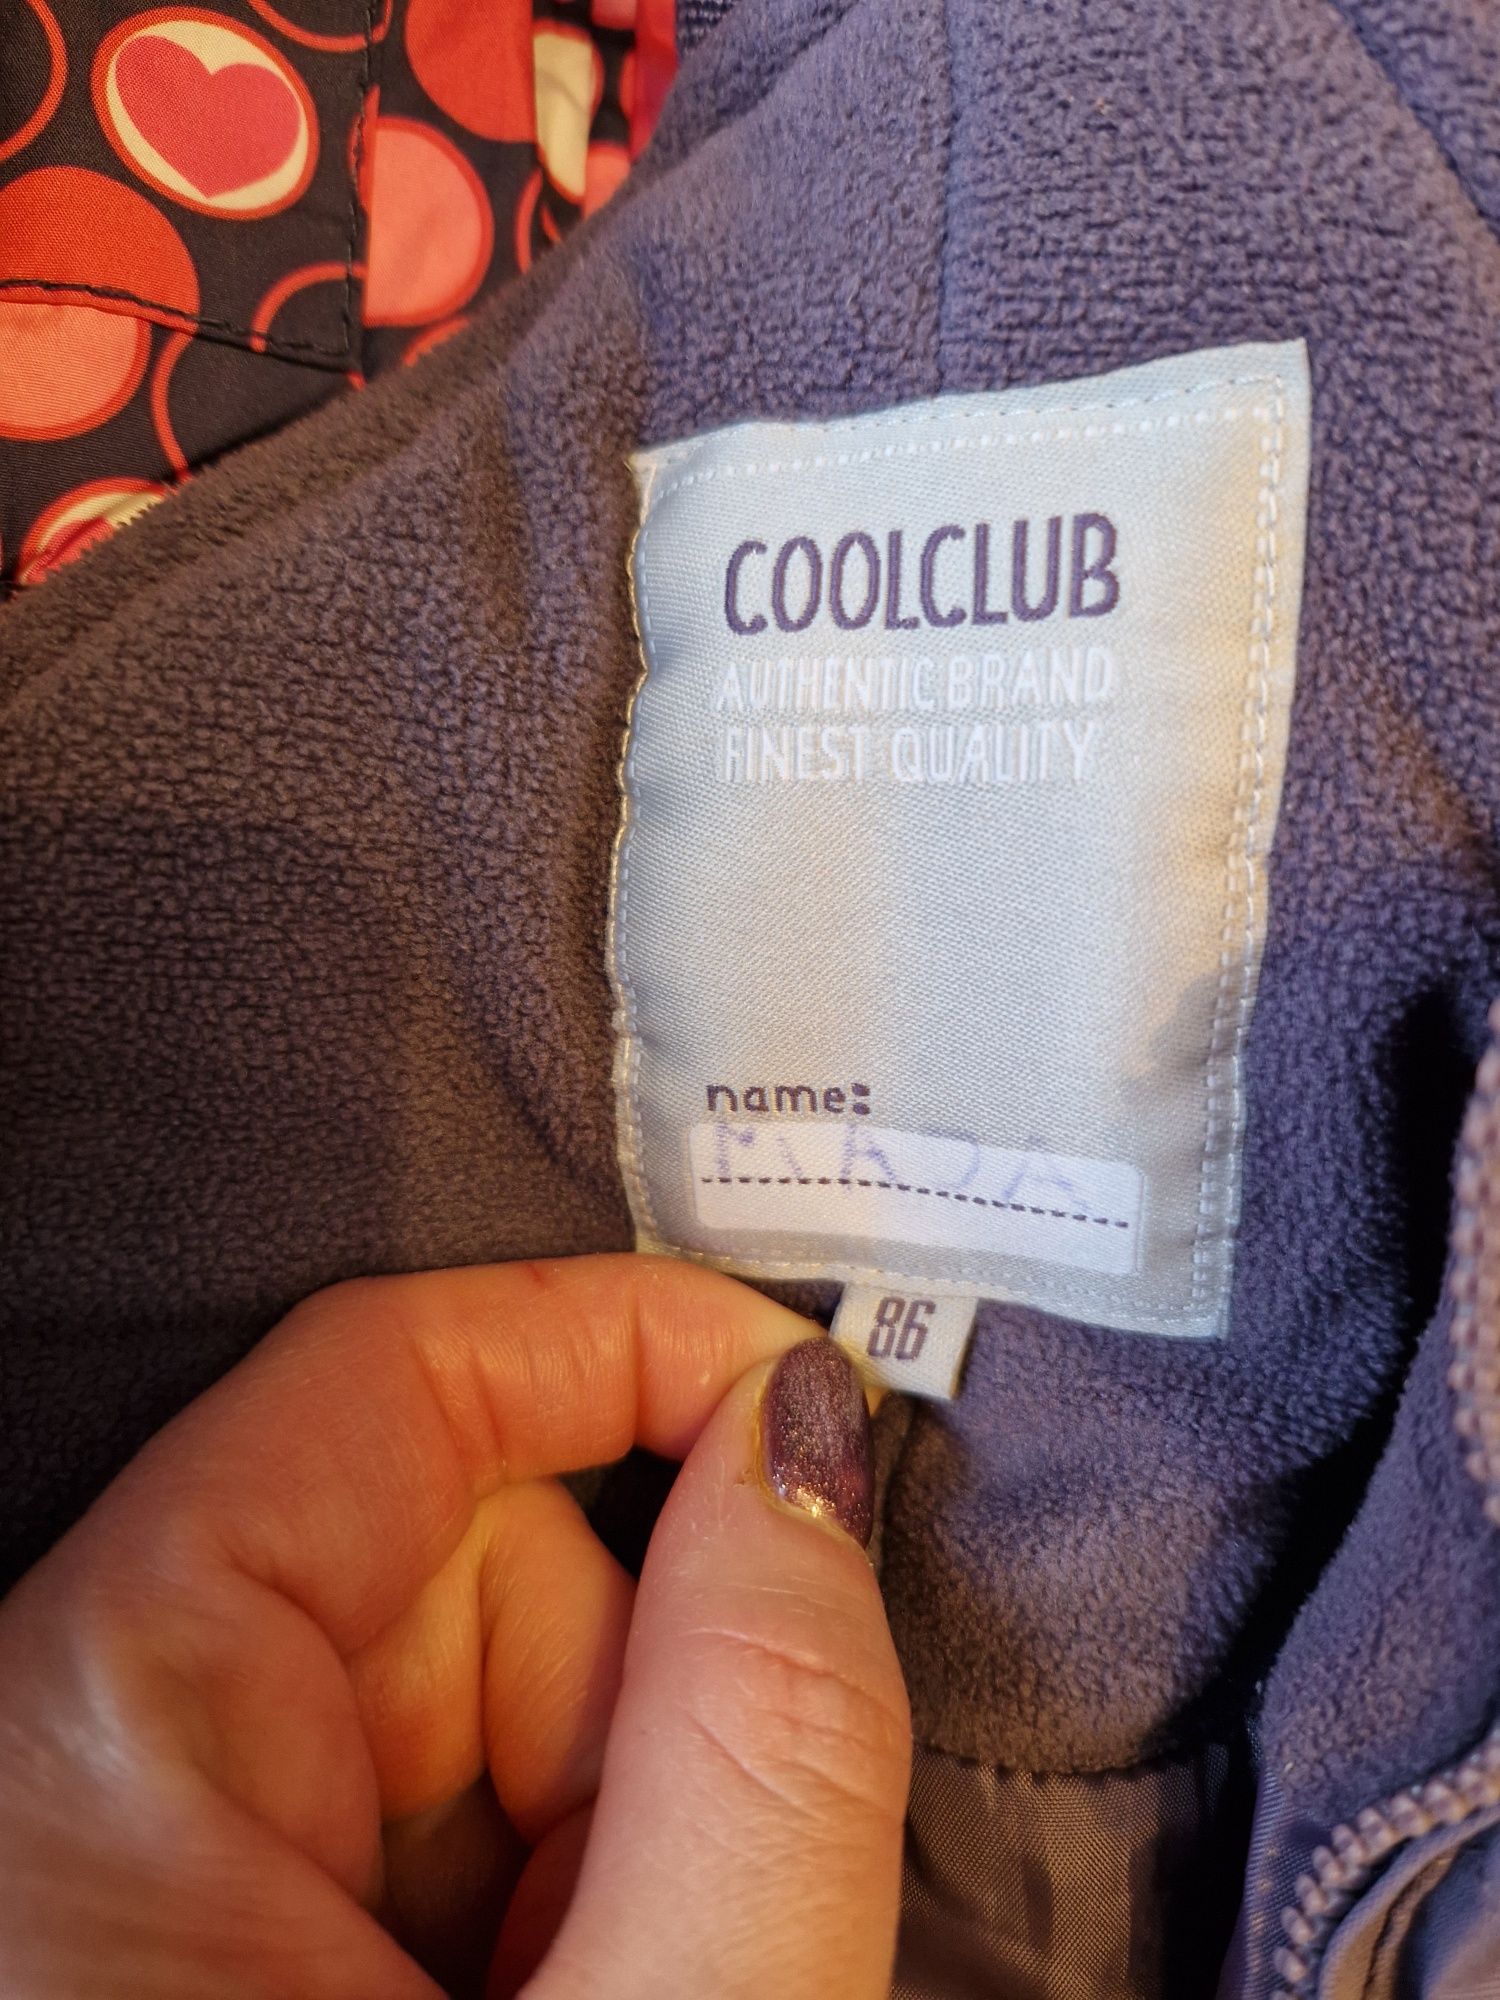 COOLCLUB
AUTHENTIC BRAND
FINEST QUALITY
name:
86